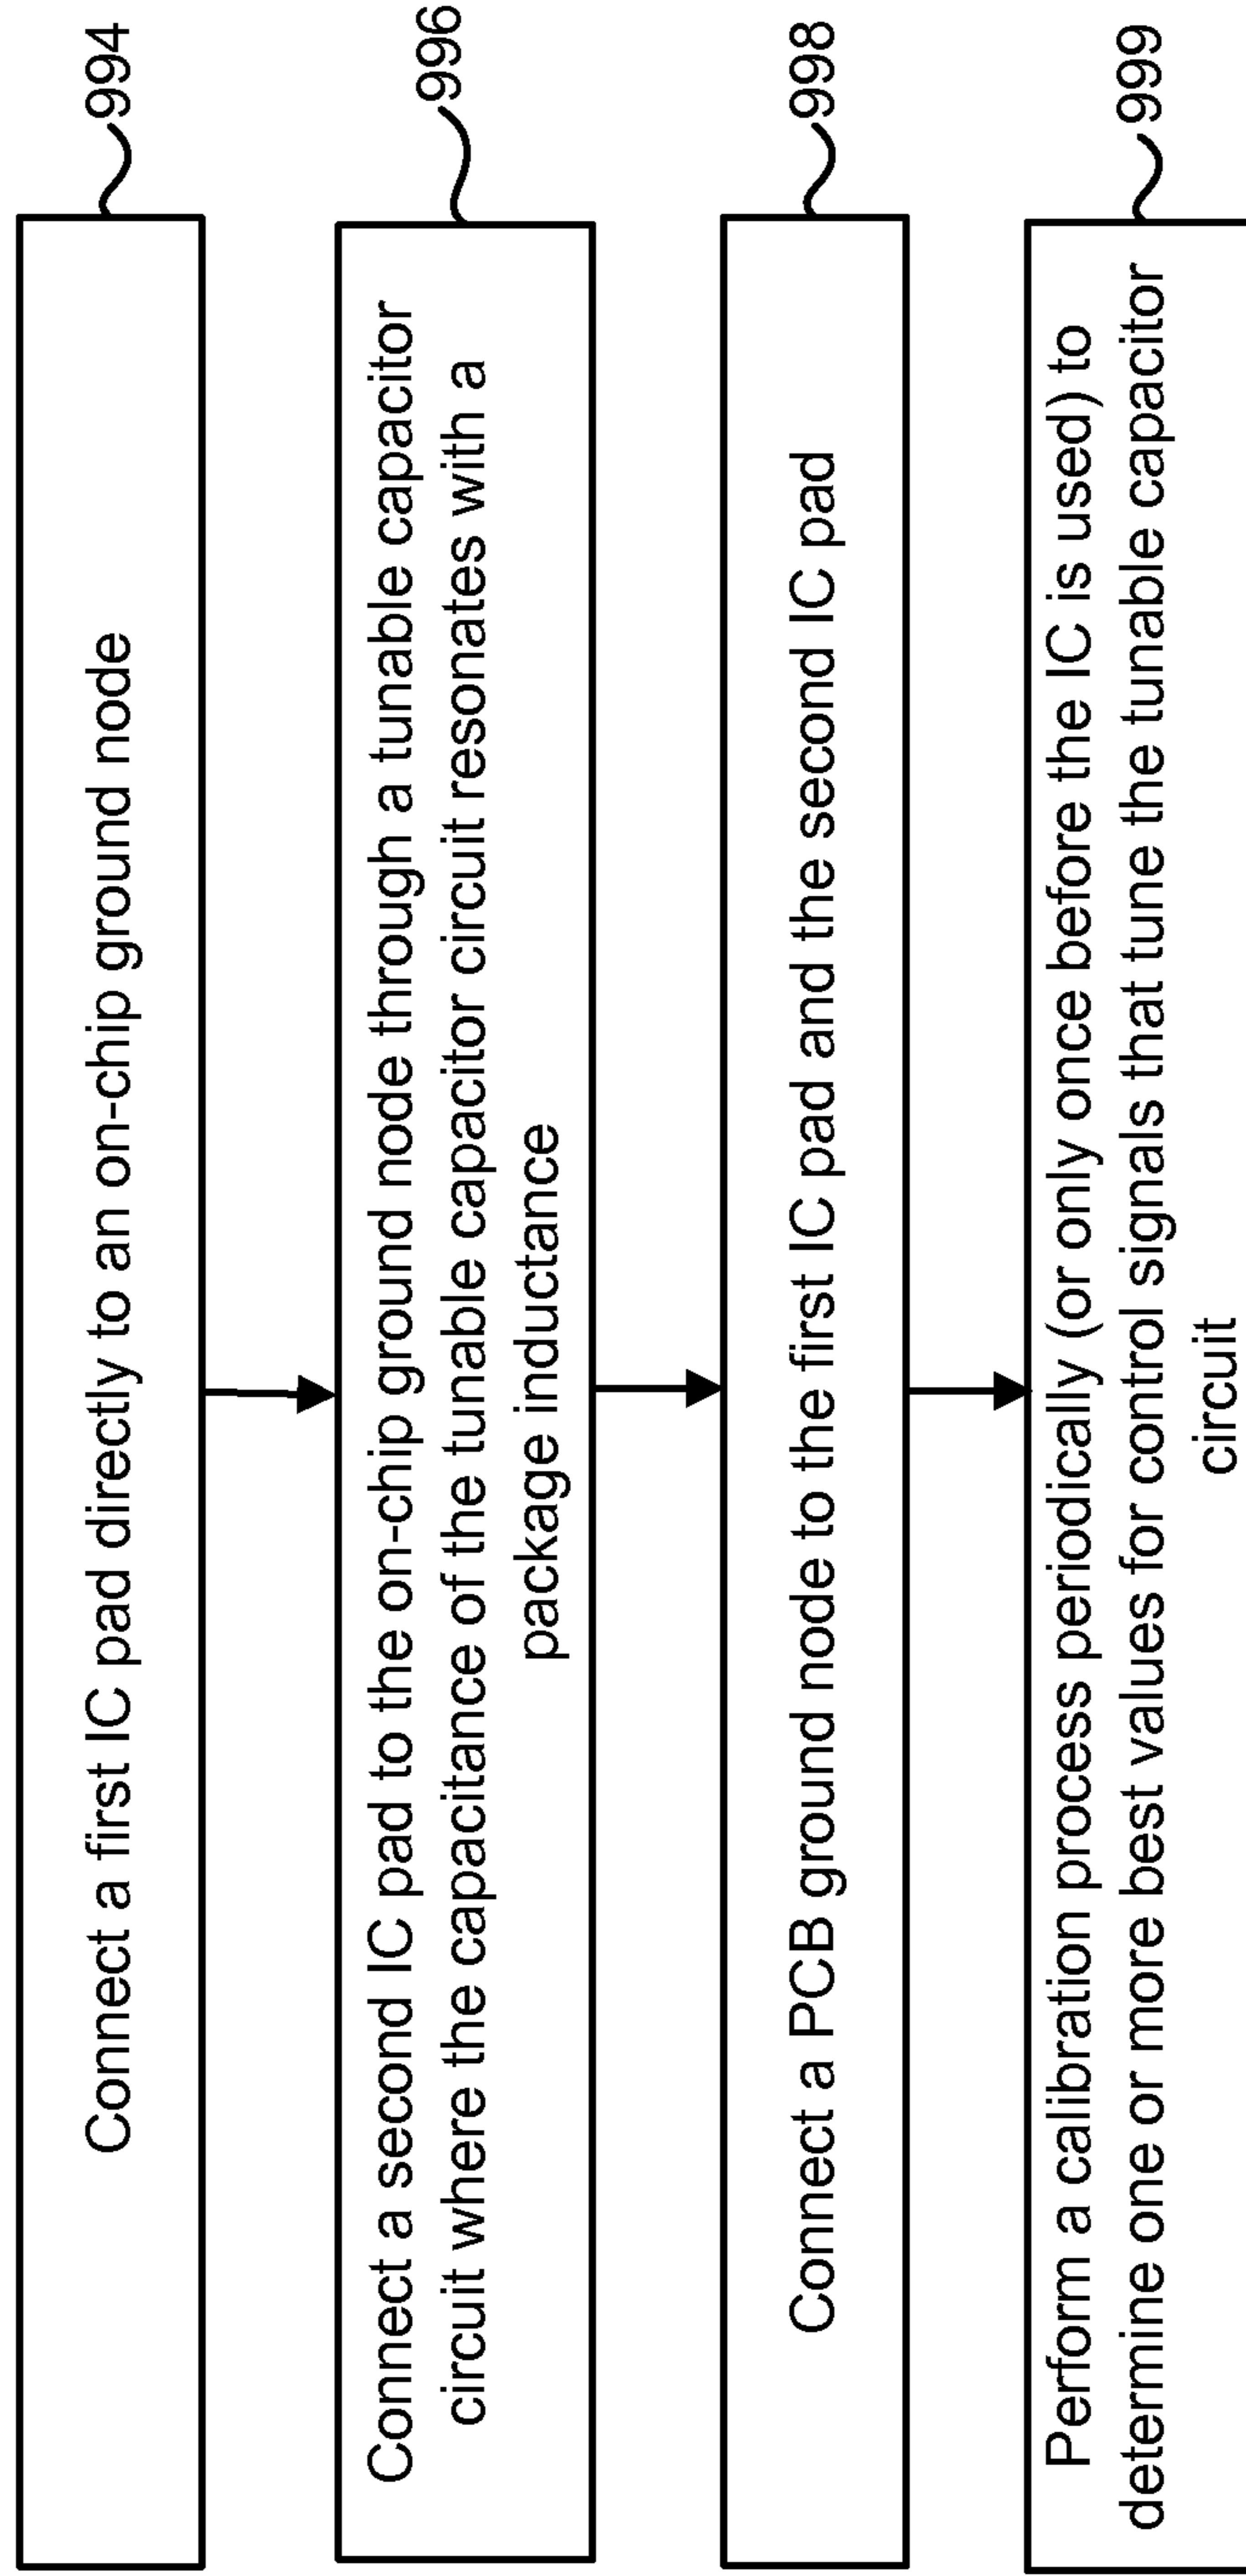 Connect a first IC pad directly to an on-chip ground node
994
Connect a second IC pad to the on-chip ground node through a tunable capacitor
circuit where the capacitance of the tunable capacitor circuit resonates with a
package inductance
996
Connect a PCB ground node to the first IC pad and the second IC pad
998
Perform a calibration process periodically (or only once before the IC is used) to
determine one or more best values for control signals that tune the tunable capacitor
circuit
999